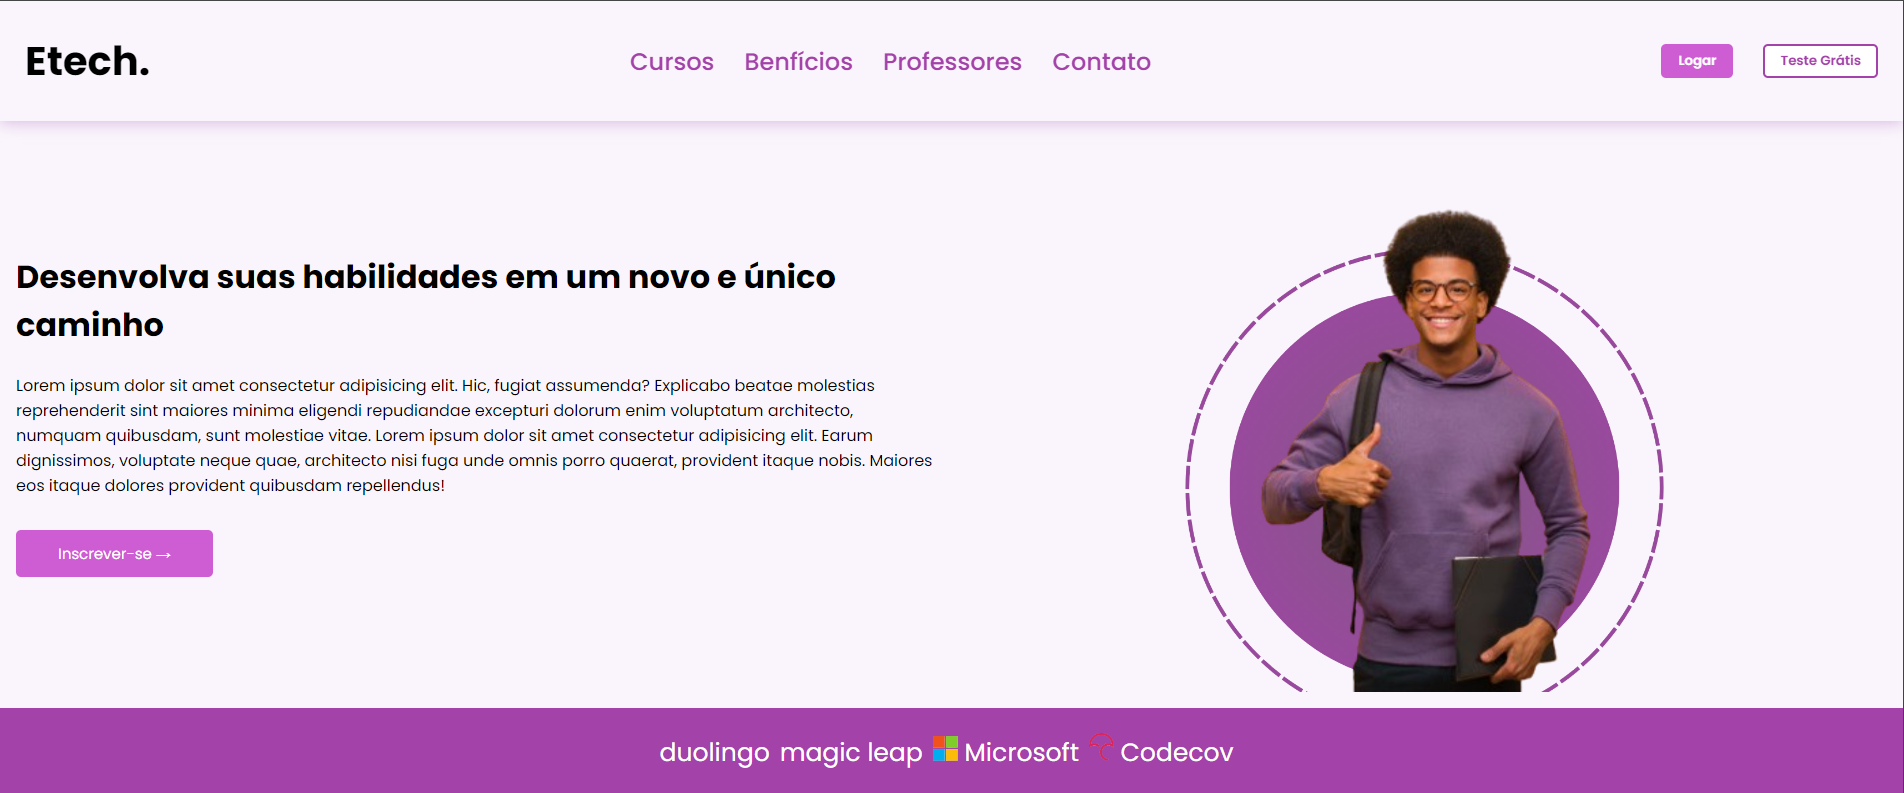 Etech.
Cursos Benfícios Professores Contato
Logar Teste Grátis
Desenvolva suas habilidades em um novo e único
caminho
Lorem ipsum dolor sit amet consectetur adipisicing elit. Hic, fugiat assumenda? Explicabo beatae molestias
reprehenderit sint maiores minima eligendi repudiandae excepturi dolorum enim voluptatum architecto,
numquam quibusdam, sunt molestiae vitae. Lorem ipsum dolor sit amet consectetur adipisicing elit. Earum
dignissimos, voluptate neque quae, architecto nisi fuga unde omnis porro quaerat, provident itaque nobis. Maiores
eos itaque dolores provident quibusdam repellendus!
Inscrever-se →
duolingo magic leap Microsoft Codecov